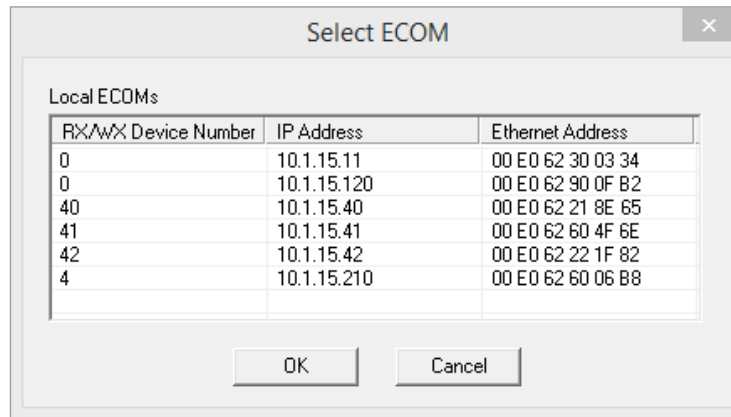 Select ECOM
Local ECOMs
RX/WX Device Number IP Address Ethernet Address
0 10.1.15.11 00 E0 62 30 03 34
0 10.1.15.120 00 E0 62 90 0F B2
40 10.1.15.40 00 E0 62 21 8E 65
41 10.1.15.41 00 E0 62 60 4F 6E
42 10.1.15.42 00 E0 62 22 1F 82
4 10.1.15.210 00 E0 62 60 06 B8
OK Cancel